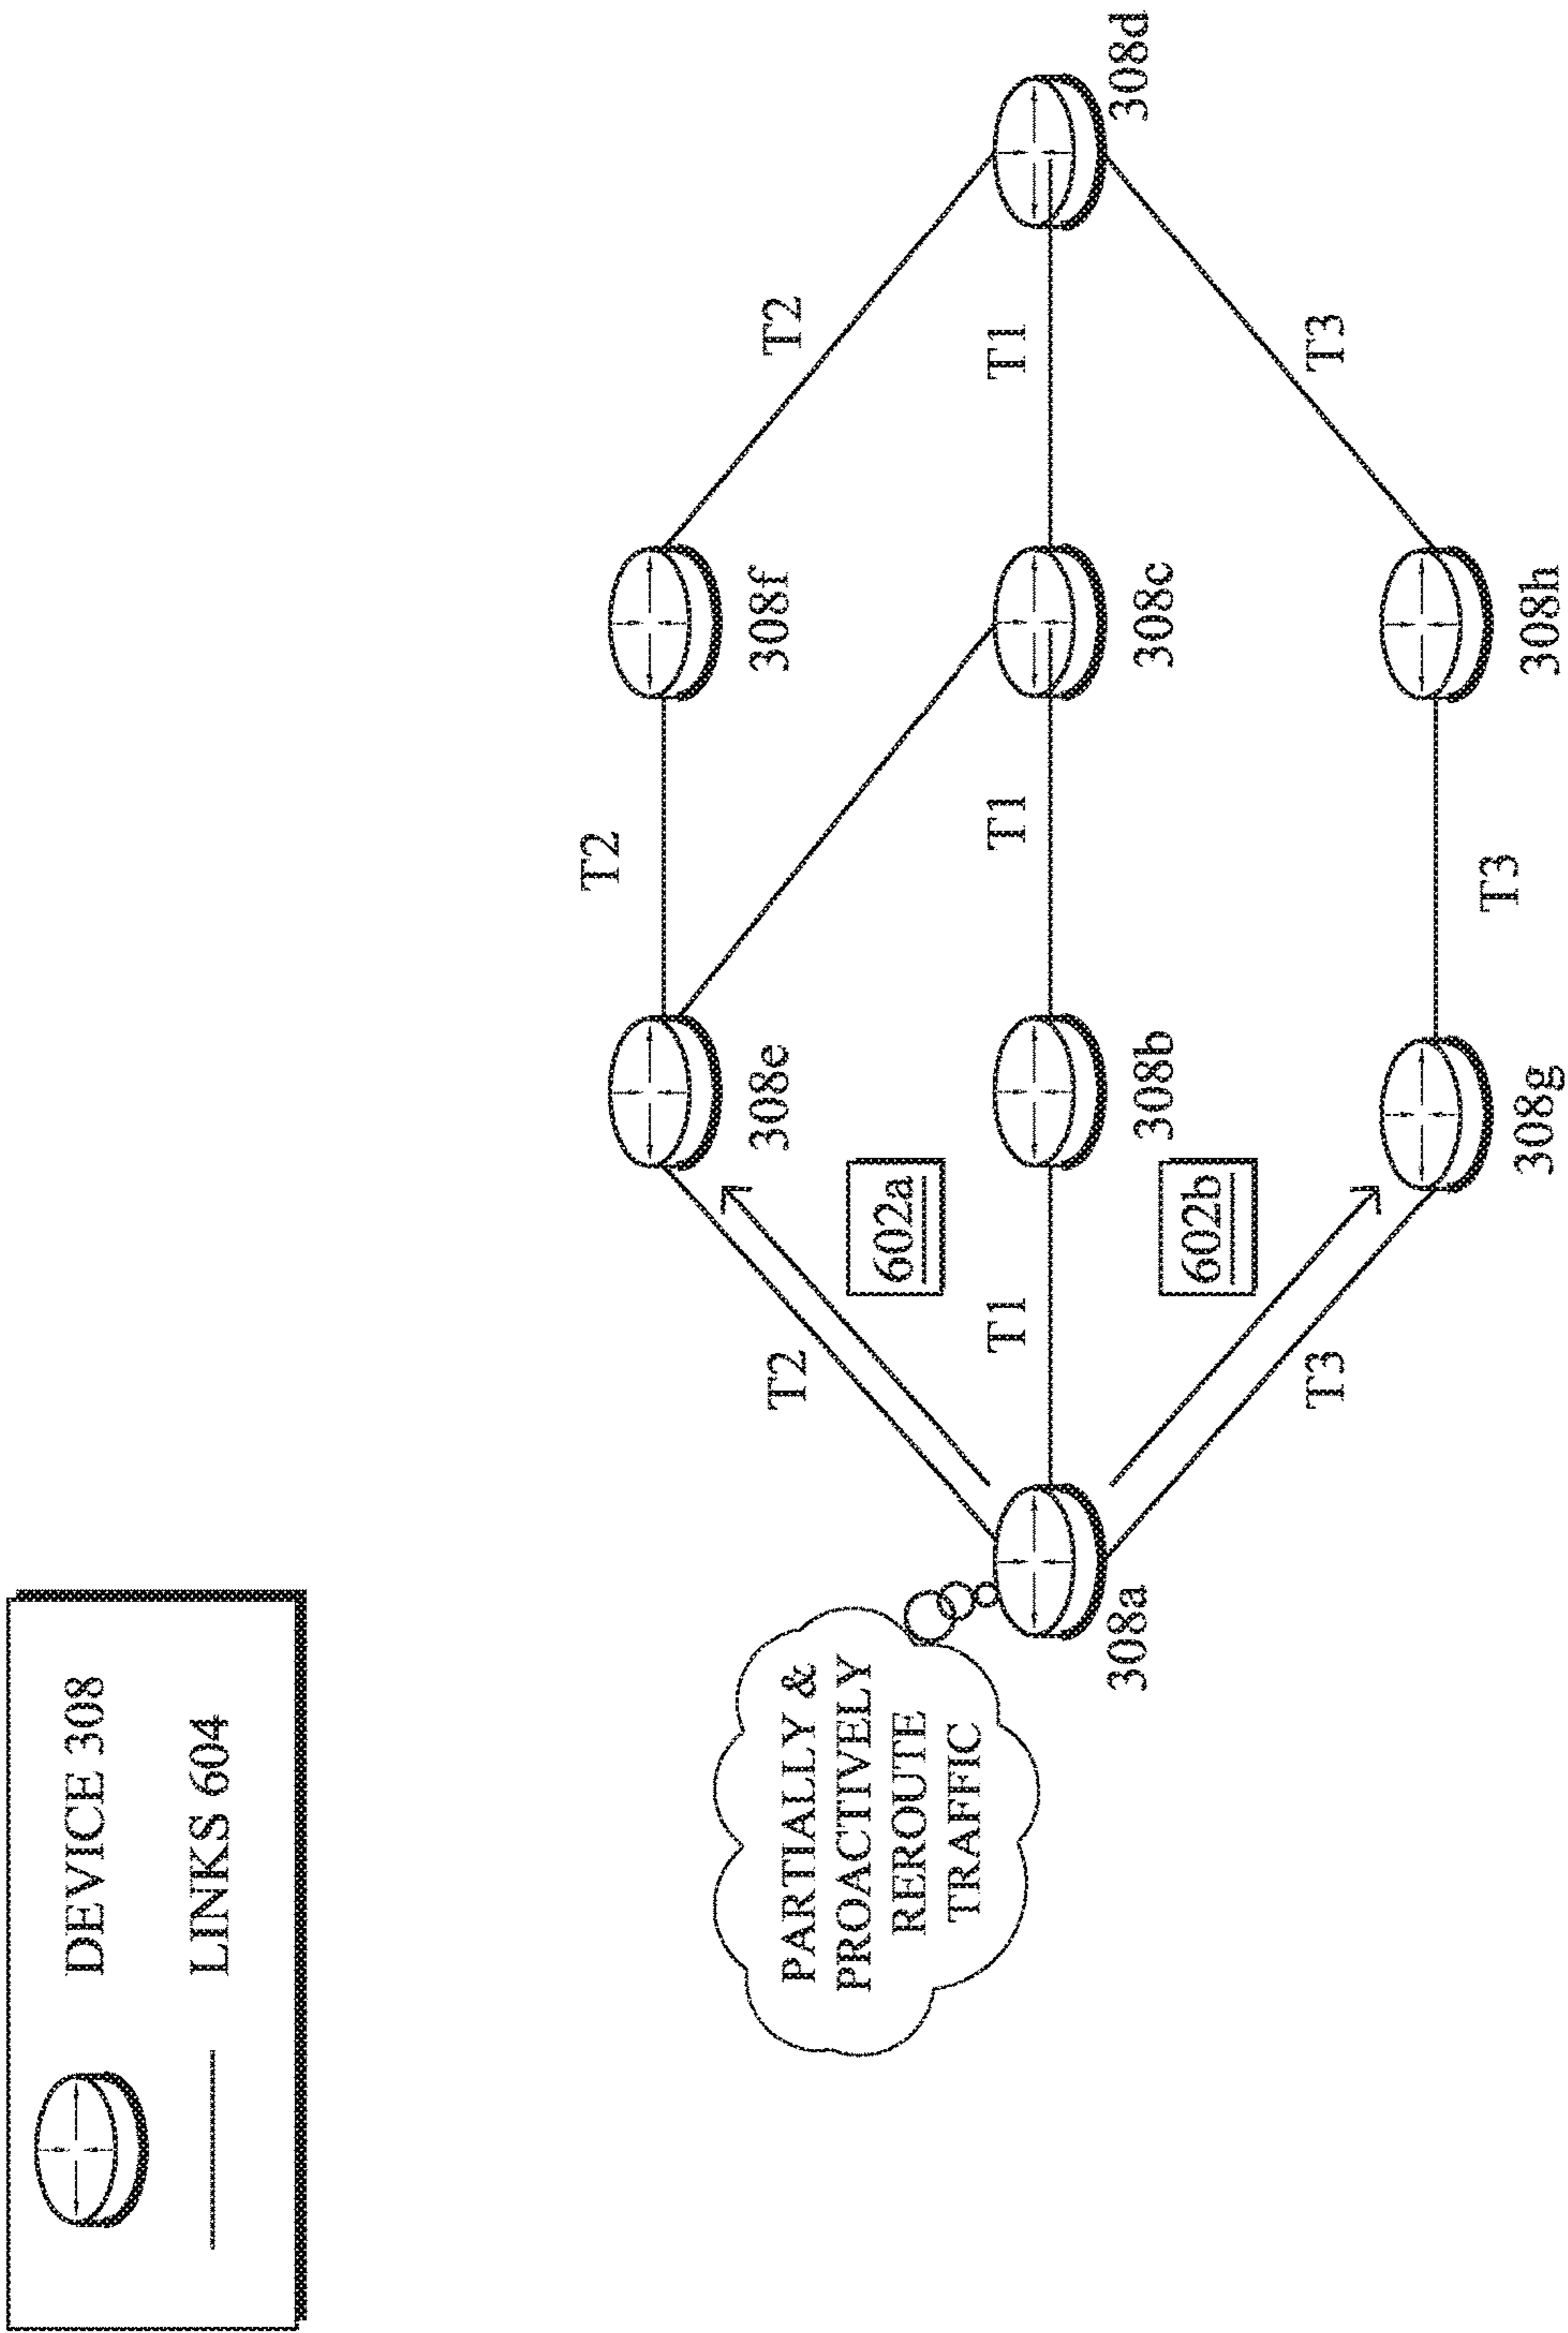 DEVICE 308
LINKS 604
PARTIALLY &
PROACTIVELY
REROUTE
TRAFFIC
308a
T2
T1
T3
602a
602b
308e
308b
308g
T2
T1
T3
308f
308c
308h
T2
T1
T3
308d